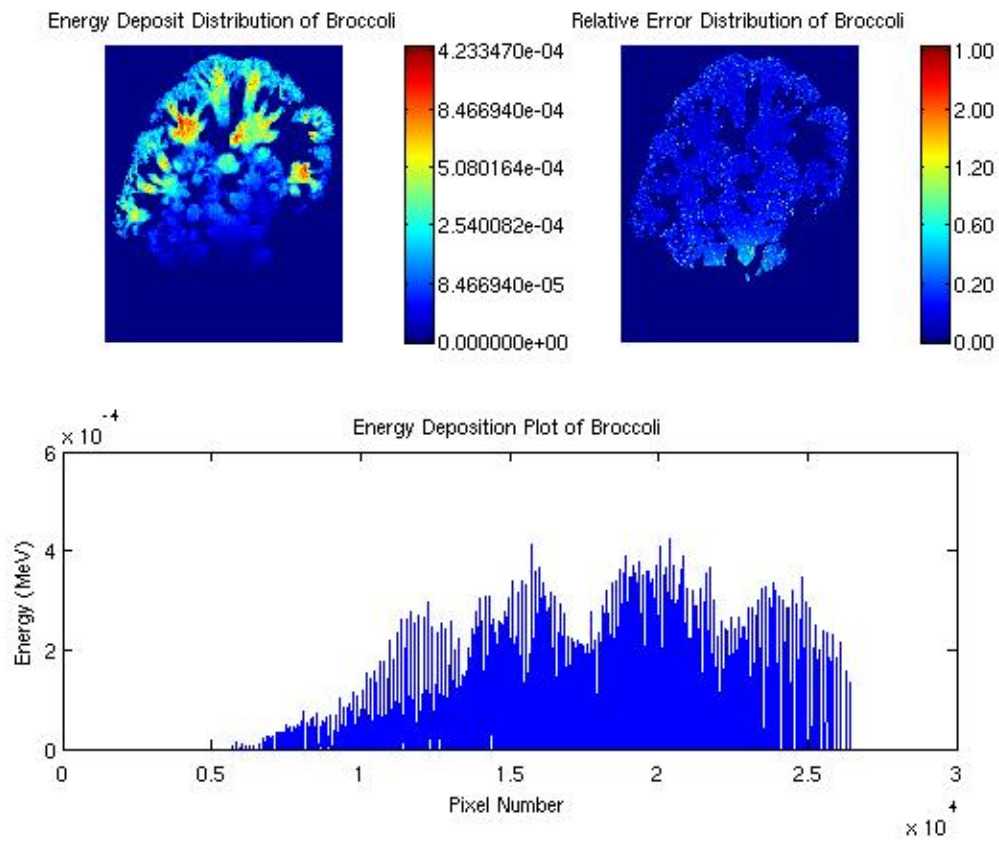 Energy Deposit Distribution of Broccoli
4.233470e-04
8.466940e-04
5.080164e-04
2.540082e-04
8.466940e-05
0.000000e+00
Relative Error Distribution of Broccoli
1.00
2.00
1.20
0.60
0.20
0.00
Energy Deposition Plot of Broccoli
x 10 -4
6
4
2
0
Energy (MeV)
0
0.5
1
1.5
2
2.5
3
Pixel Number
x 10 4